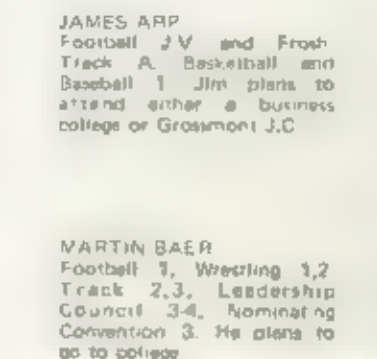 JAMES ARP
Football J V and Frosh
Track A. Basketball and
Baseball 1 Jim plans to
attend either a business
college or Grossmont J.C
MARTIN BAER
Football 1, Wrestling 1,2
Track 2,3, Leadership
Council 3-4, Nominating
Convention 3. He plans to
go to college